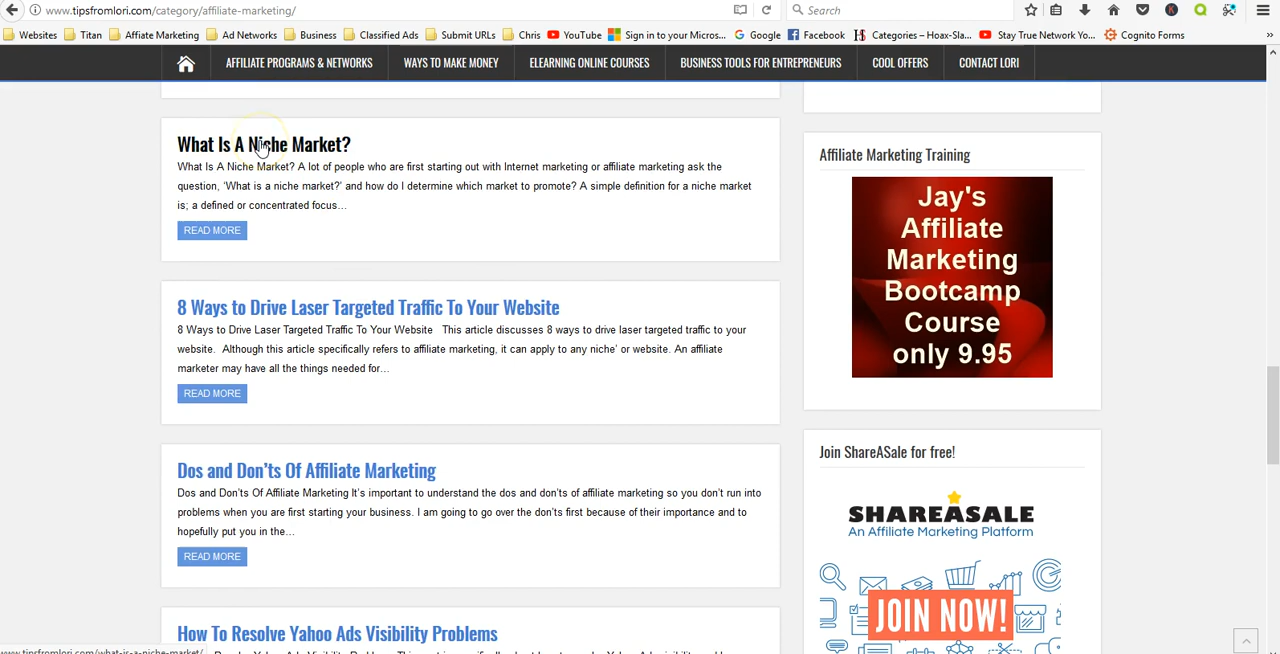 www.tipsfromlori.com/category/affiliate-marketing/
Search
Websites Titan Affiate Marketing Ad Networks Business Classified Ads Submit URLs Chris YouTube Sign in to your Micros... Google Facebook Categories – Hoax-Sla... Stay True Network Yo... Cognito Forms
AFFILIATE PROGRAMS & NETWORKS WAYS TO MAKE MONEY ELEARNING ONLINE COURSES BUSINESS TOOLS FOR ENTREPRENEURS COOL OFFERS CONTACT LORI
What Is A Niche Market?
What Is A Niche Market? A lot of people who are first starting out with Internet marketing or affiliate marketing ask the
question, 'What is a niche market?' and how do I determine which market to promote? A simple definition for a niche market
is; a defined or concentrated focus...
READ MORE
8 Ways to Drive Laser Targeted Traffic To Your Website
8 Ways to Drive Laser Targeted Traffic To Your Website This article discusses 8 ways to drive laser targeted traffic to your
website. Although this article specifically refers to affiliate marketing, it can apply to any niche' or website. An affiliate
marketer may have all the things needed for...
READ MORE
Dos and Don'ts Of Affiliate Marketing
Dos and Don'ts Of Affiliate Marketing It's important to understand the dos and don'ts of affiliate marketing so you don't run into
problems when you are first starting your business. I am going to go over the don'ts first because of their importance and to
hopefully put you in the...
READ MORE
How To Resolve Yahoo Ads Visibility Problems
www.tipsfromlori.com/what-is-a-niche-market/
Affiliate Marketing Training
Jay's
Affiliate
Marketing
Bootcamp
Course
only 9.95
Join ShareASale for free!
SHAREASALE
An Affiliate Marketing Platform
JOIN NOW!